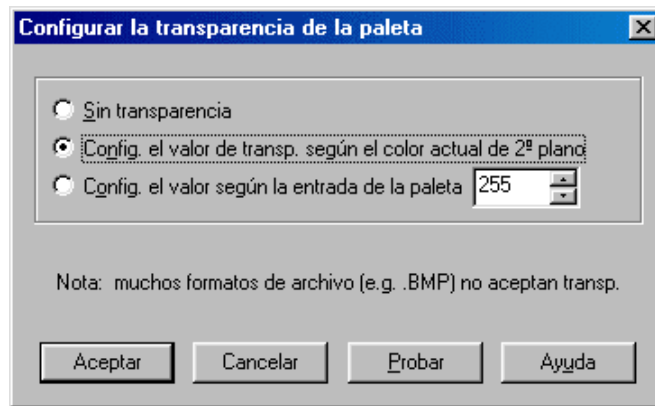 Configurar la transparencia de la paleta
Sin transparencia
Config. el valor de transp. según el color actual de 2º plano
Config. el valor según la entrada de la paleta 255
Nota: muchos formatos de archivo (e.g. .BMP) no aceptan transp.
Aceptar Cancelar Probar Ayuda